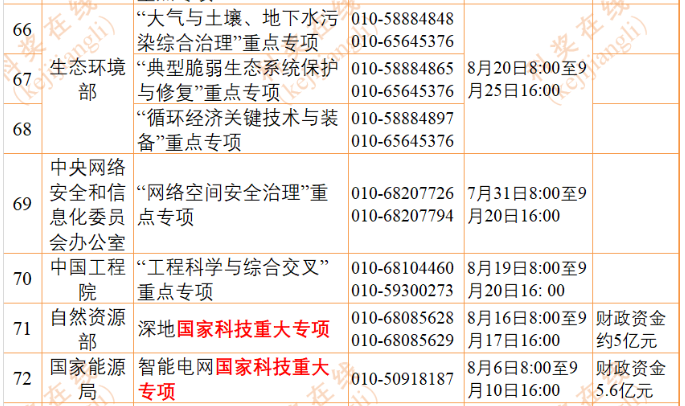 66
“大气与土壤、地下水污
染综合治理”重点专项
010-58884848
010-65645376
67
生态环境
部
“典型脆弱生态系统保护
与修复”重点专项
010-58884865
010-65645376
8月20日8:00至9
月25日16:00
68
“循环经济关键技术与装
备”重点专项
010-58884897
010-65645376
69
中央网络
安全和信
息化委员
会办公室
“网络空间安全治理”重
点专项
010-68207726
010-68207794
7月31日8:00至9
月20日16:00
70
中国工程
院
“工程科学与综合交叉”
重点专项
010-68104460
010-59300273
8月19日8:00至9
月20日16: 00
71
自然资源
部
深地国家科技重大专项
010-68085628
010-68085629
8月16日8:00至9
月17日16:00
财政资金
约5亿元
72
国家能源
局
智能电网国家科技重大
专项
010-50918187
8月6日8:00至9
月10日16:00
财政资金
5.6亿元
科奖在线
(kejijiangli)
科奖在线
(kejijiangli)